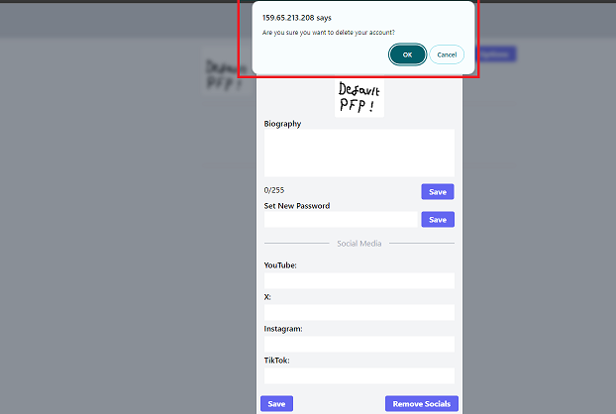 159.65.213.208 says
Are you sure you want to delete your account?
OK Cancel
Default
PFP!
Default
PFP!
Biography
0/255 Save
Set New Password
Save
Social Media
YouTube:
X:
Instagram:
TikTok:
Save Remove Socials